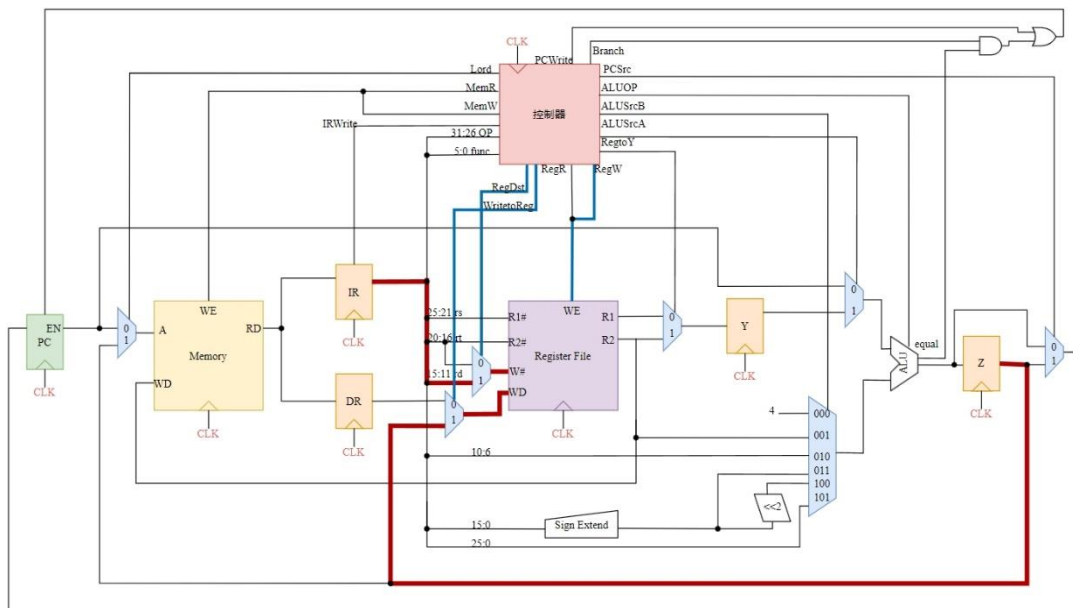 CLK
PCWrite
Branch
Lord
PCSrc
MemR
ALUOP
MemW
控制器
ALUSrcB
IRWrite
ALUSrcA
31:26 OP
RegtoY
5:0 func
RegR
RegW
RegDst
WritetoReg
EN
PC
CLK
0
1
A
WE
RD
Memory
WD
CLK
IR
CLK
DR
CLK
25:21 rs
20:16 rt
15:11 rd
0
1
0
1
WE
R1#
R1
R2#
R2
Register File
W#
WD
CLK
0
1
Y
CLK
0
1
ALU
equal
Z
CLK
0
1
4
000
001
010
011
100
101
10:6
<<2
15:0
Sign Extend
25:0